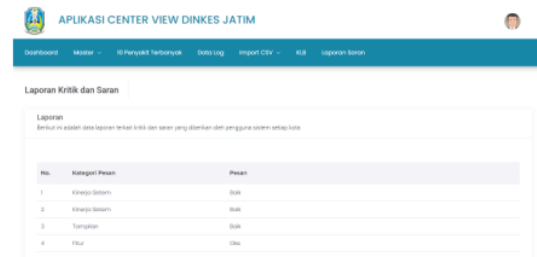 APLIKASI CENTER VIEW DINKES JATIM
Dashboard Master 10 Penyakit Terbanyak Data Log Import CSV KLB Laporan Saran
Laporan Kritik dan Saran
Laporan
Berikut ini adalah data laporan terkait kritik dan saran yang diberikan oleh pengguna sistem setiap kota
No. Kategori Pesan Pesan
1 Kinerja Sistem Baik
2 Kinerja Sistem Baik
3 Tampilan Baik
4 Fitur Oke